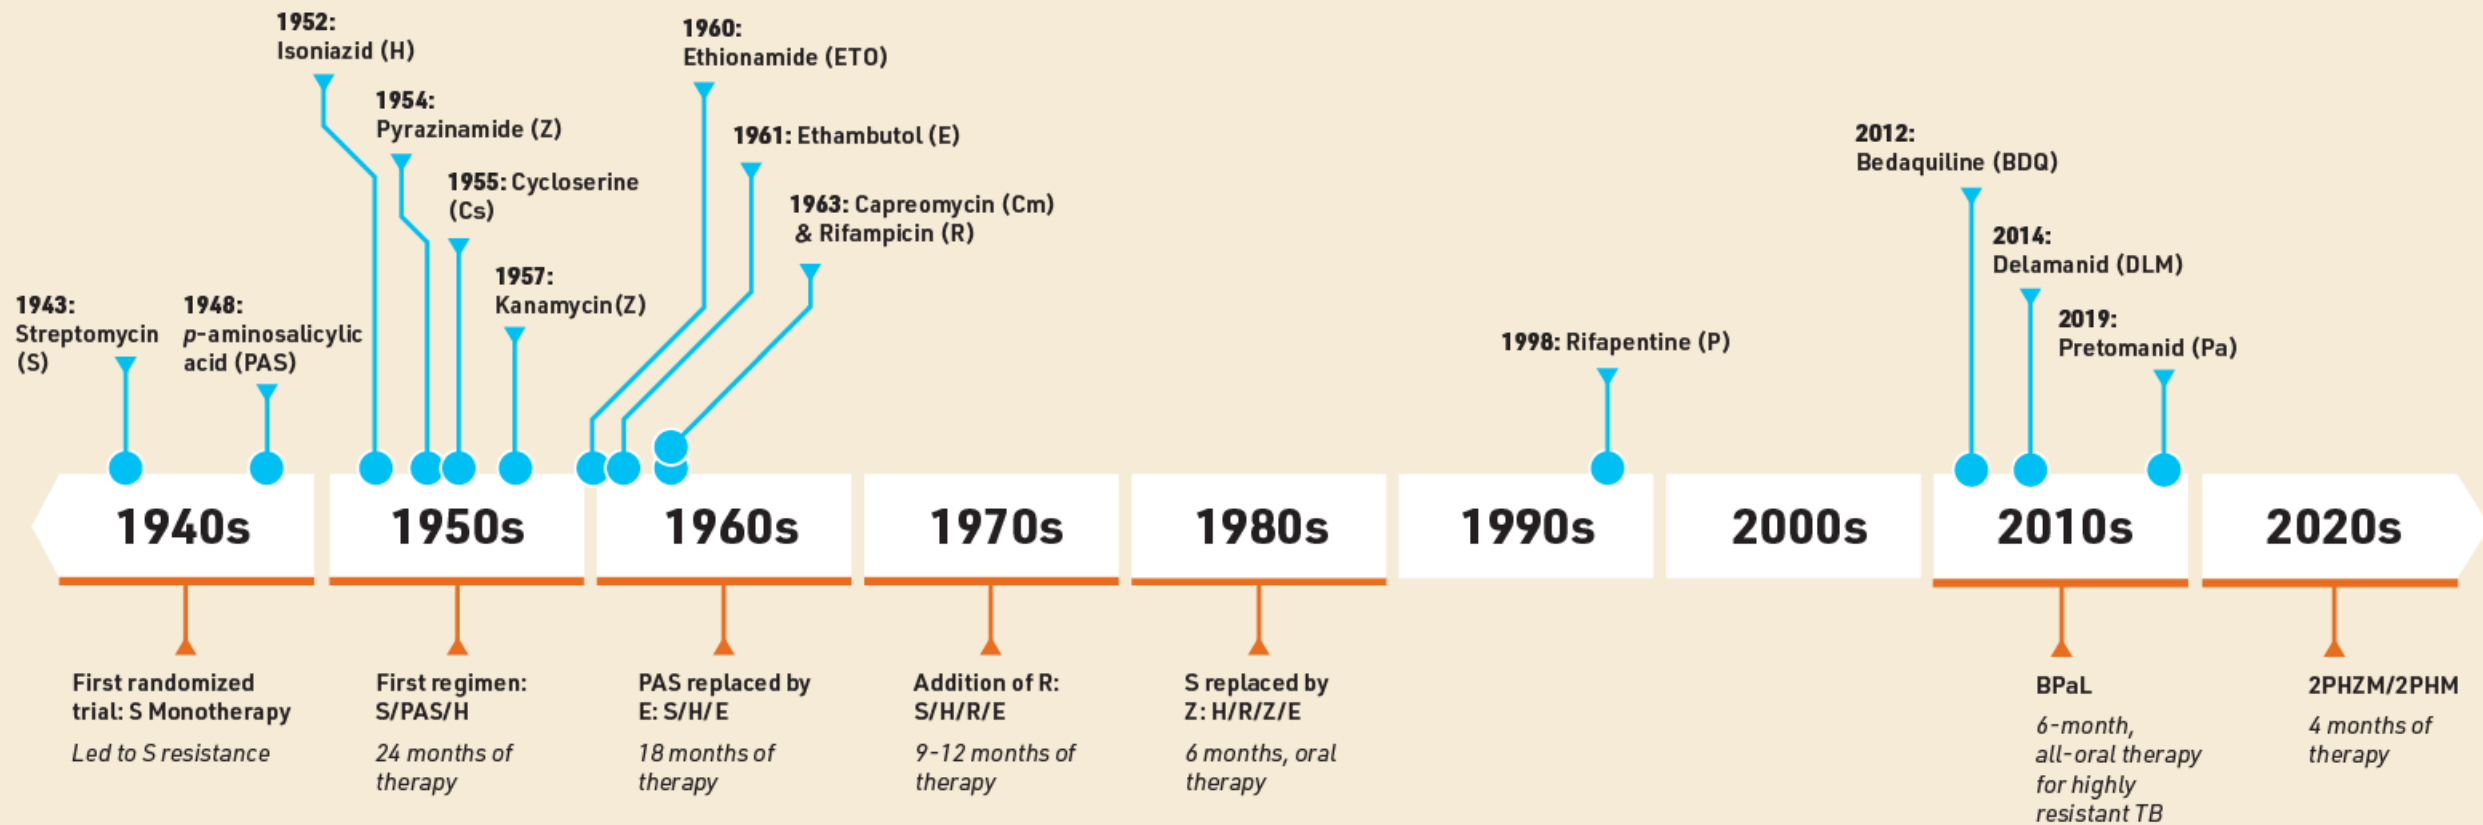 1952:
Isoniazid (H)
1954:
Pyrazinamide (Z)
1955: Cycloserine
(Cs)
1957:
Kanamycin(Z)
1943:
Streptomycin
(S)
1948:
p-aminosalicylic
acid (PAS)
1960:
Ethionamide (ETO)
1961: Ethambutol (E)
1963: Capreomycin (Cm)
& Rifampicin (R)
1998: Rifapentine (P)
2012:
Bedaquiline (BDQ)
2014:
Delamanid (DLM)
2019:
Pretomanid (Pa)
1940s
1950s
1960s
1970s
1980s
1990s
2000s
2010s
2020s
First randomized
trial: S Monotherapy
Led to S resistance
First regimen:
S/PAS/H
24 months of
therapy
PAS replaced by
E: S/H/E
18 months of
therapy
Addition of R:
S/H/R/E
9-12 months of
therapy
S replaced by
Z: H/R/Z/E
6 months, oral
therapy
BPaL
6-month,
all-oral therapy
for highly
resistant TB
2PHZM/2PHM
4 months of
therapy